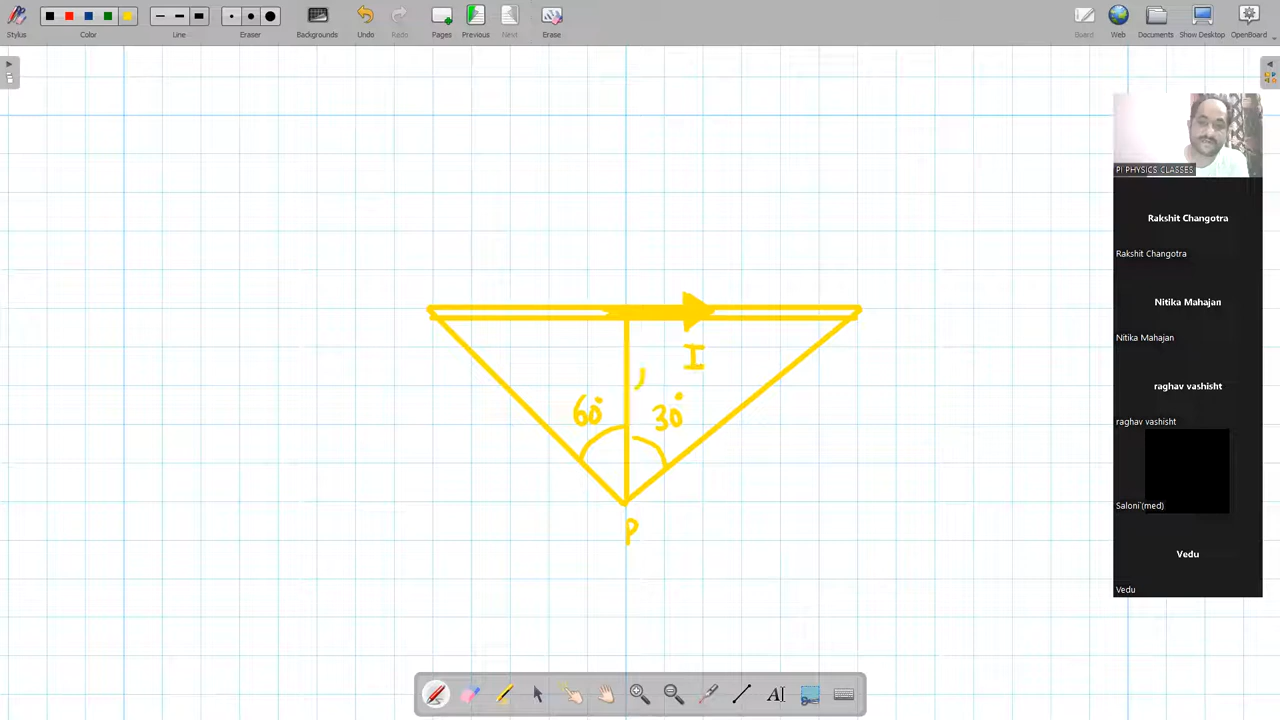 Stylus
Color
Line
Eraser
Backgrounds
Undo
Redo
Pages
Previous
Next
Erase
Board
Web
Documents
Show Desktop
OpenBoard
PI PHYSICS CLASSES
Rakshit Changotra
Rakshit Changotra
Nitika Mahajan
Nitika Mahajan
raghav vashisht
raghav vashisht
Saloni (med)
Vedu
Vedu
I
60° 30°
P
AI